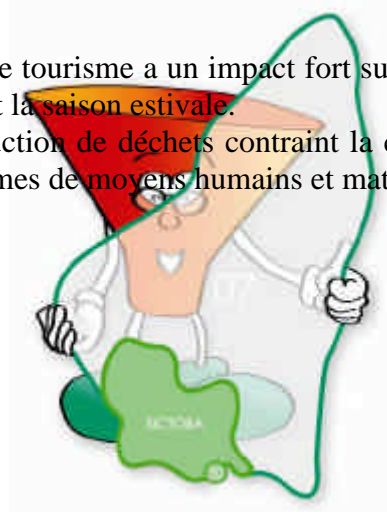 e tourisme a un impact fort su
t la saison estivale.
ction de déchets contraint la c
mes de moyens humains et mat
07
SICTOBA